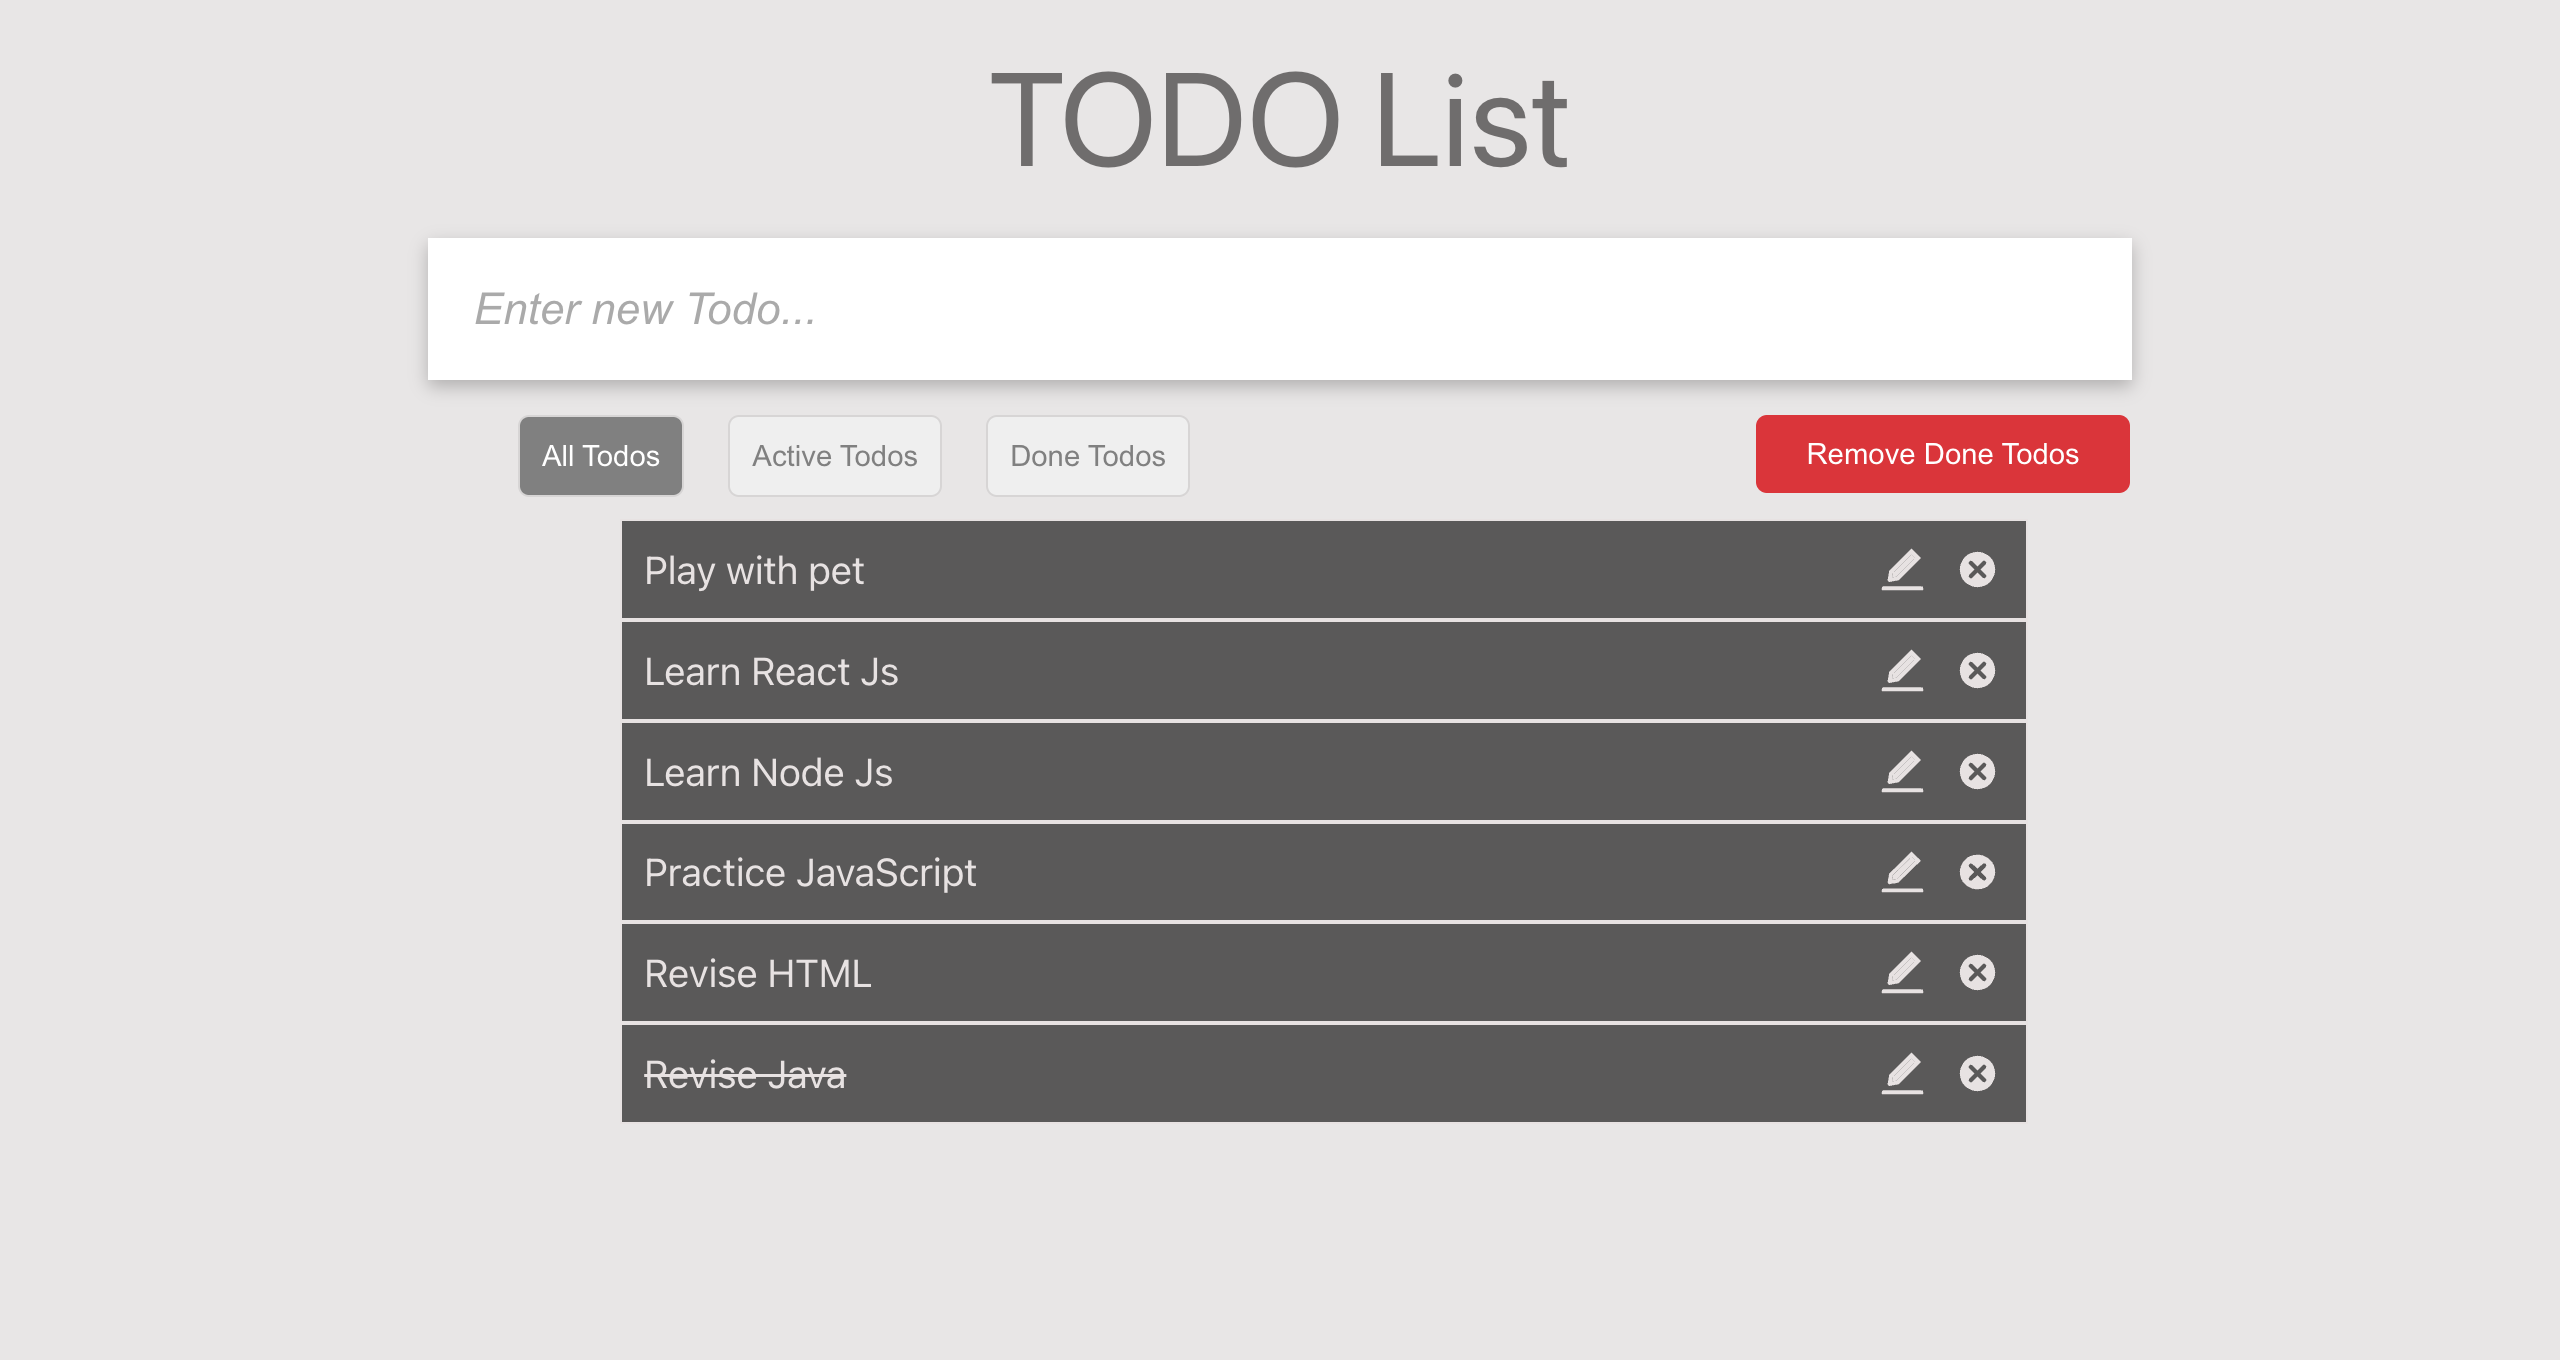 TODO List
Enter new Todo...
All Todos
Active Todos
Done Todos
Remove Done Todos
Play with pet
Learn React Js
Learn Node Js
Practice JavaScript
Revise HTML
Revise Java